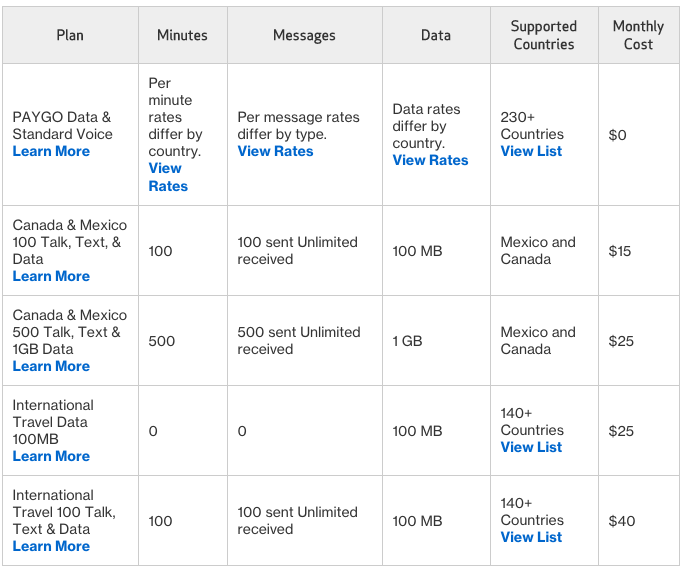 Plan
Minutes
Messages
Data
Supported
Countries
Monthly
Cost
PAYGO Data &
Standard Voice
Learn More
Per
minute
rates
differ by
country.
View
Rates
Per message rates
differ by type.
View Rates
Data rates
differ by
country.
View Rates
230+
Countries
View List
$0
Canada & Mexico
100 Talk, Text, &
Data
Learn More
100
100 sent Unlimited
received
100 MB
Mexico and
Canada
$15
Canada & Mexico
500 Talk, Text &
1GB Data
Learn More
500
500 sent Unlimited
received
1 GB
Mexico and
Canada
$25
International
Travel Data
100MB
Learn More
0
0
100 MB
140+
Countries
View List
$25
International
Travel 100 Talk,
Text & Data
Learn More
100
100 sent Unlimited
received
100 MB
140+
Countries
View List
$40